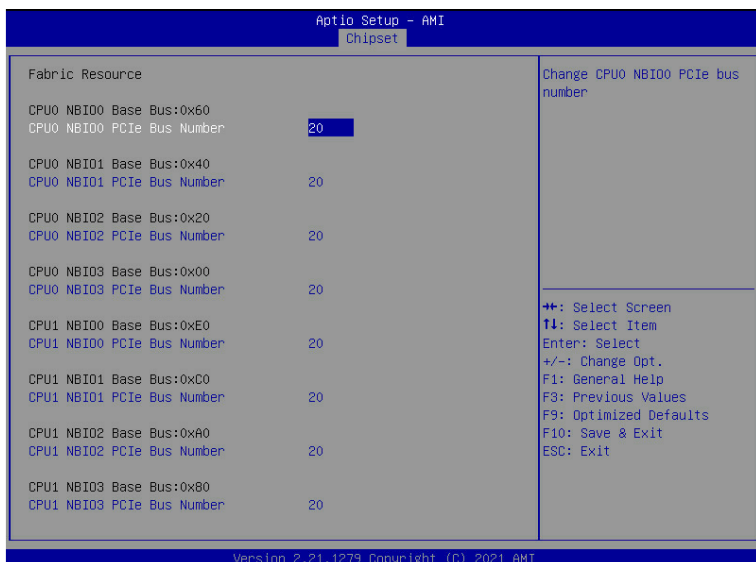 Aptio Setup – AMI
Chipset
Fabric Resource
CPU0 NBIO0 Base Bus:0x60
CPU0 NBIO0 PCIe Bus Number 20
CPU0 NBIO1 Base Bus:0x40
CPU0 NBIO1 PCIe Bus Number 20
CPU0 NBIO2 Base Bus:0x20
CPU0 NBIO2 PCIe Bus Number 20
CPU0 NBIO3 Base Bus:0x00
CPU0 NBIO3 PCIe Bus Number 20
CPU1 NBIO0 Base Bus:0xE0
CPU1 NBIO0 PCIe Bus Number 20
CPU1 NBIO1 Base Bus:0xC0
CPU1 NBIO1 PCIe Bus Number 20
CPU1 NBIO2 Base Bus:0xA0
CPU1 NBIO2 PCIe Bus Number 20
CPU1 NBIO3 Base Bus:0x80
CPU1 NBIO3 PCIe Bus Number 20
Change CPU0 NBIO0 PCIe bus
number
→←: Select Screen
↑↓: Select Item
Enter: Select
+/-: Change Opt.
F1: General Help
F3: Previous Values
F9: Optimized Defaults
F10: Save & Exit
ESC: Exit
Version 2.21.1279 Copyright (C) 2021 AMI